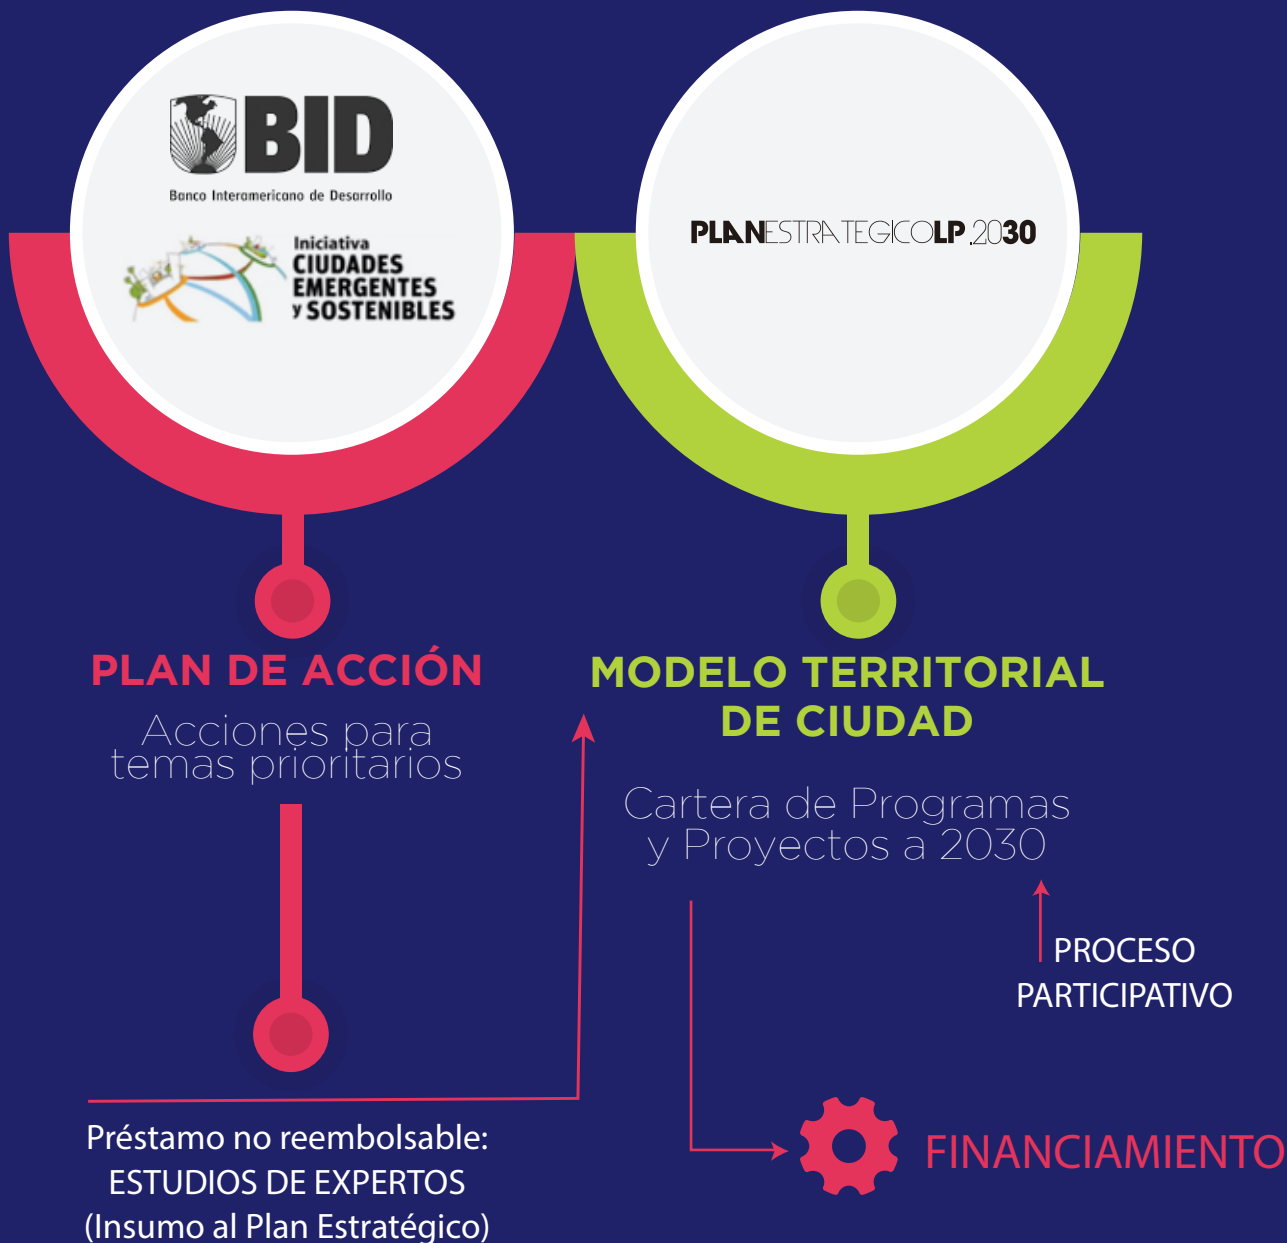 BID
Banco Interamericano de Desarrollo
Iniciativa
CIUDADES
EMERGENTES
y SOSTENIBLES
PLANESTRATEGICOLP.2030
PLAN DE ACCIÓN
Acciones para
temas prioritarios
MODELO TERRITORIAL
DE CIUDAD
Cartera de Programas
y Proyectos a 2030
PROCESO
PARTICIPATIVO
Préstamo no reembolsable:
ESTUDIOS DE EXPERTOS
(Insumo al Plan Estratégico)
FINANCIAMIENTO